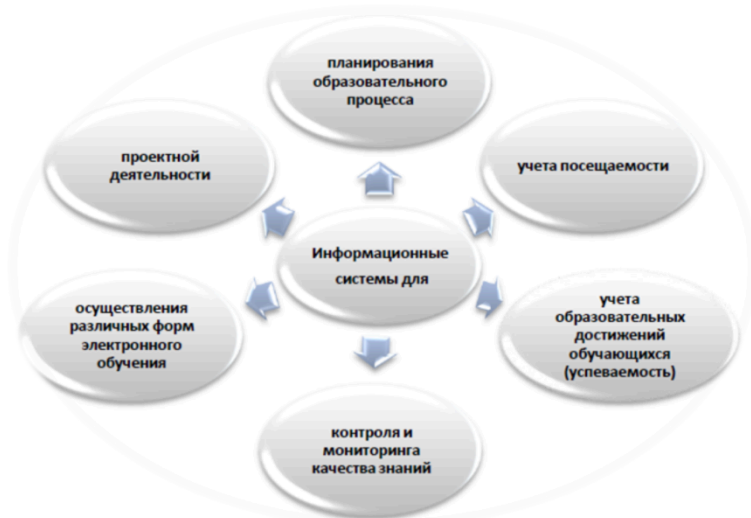 планирования
образовательного
процесса
проектной
деятельности
учета посещаемости
Информационные
системы для
осуществления
различных форм
электронного
обучения
учета
образовательных
достижений
обучающихся
(успеваемость)
контроля и
мониторинга
качества знаний